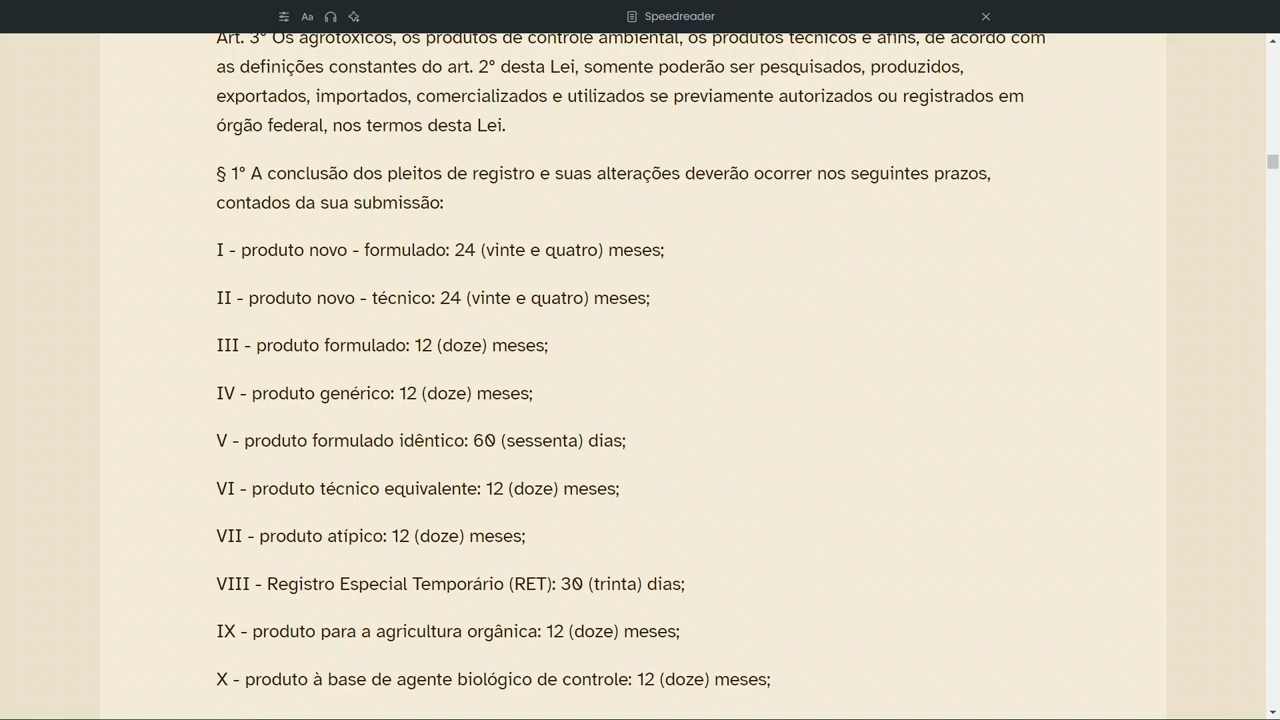 Aa
Speedreader
Art. 3° Os agrotóxicos, os produtos de controle ambiental, os produtos técnicos e afins, de acordo com
as definições constantes do art. 2° desta Lei, somente poderão ser pesquisados, produzidos,
exportados, importados, comercializados e utilizados se previamente autorizados ou registrados em
órgão federal, nos termos desta Lei.
§ 1° A conclusão dos pleitos de registro e suas alterações deverão ocorrer nos seguintes prazos,
contados da sua submissão:
I - produto novo - formulado: 24 (vinte e quatro) meses;
II - produto novo - técnico: 24 (vinte e quatro) meses;
III - produto formulado: 12 (doze) meses;
IV - produto genérico: 12 (doze) meses;
V - produto formulado idêntico: 60 (sessenta) dias;
VI - produto técnico equivalente: 12 (doze) meses;
VII - produto atípico: 12 (doze) meses;
VIII - Registro Especial Temporário (RET): 30 (trinta) dias;
IX - produto para a agricultura orgânica: 12 (doze) meses;
X - produto à base de agente biológico de controle: 12 (doze) meses;